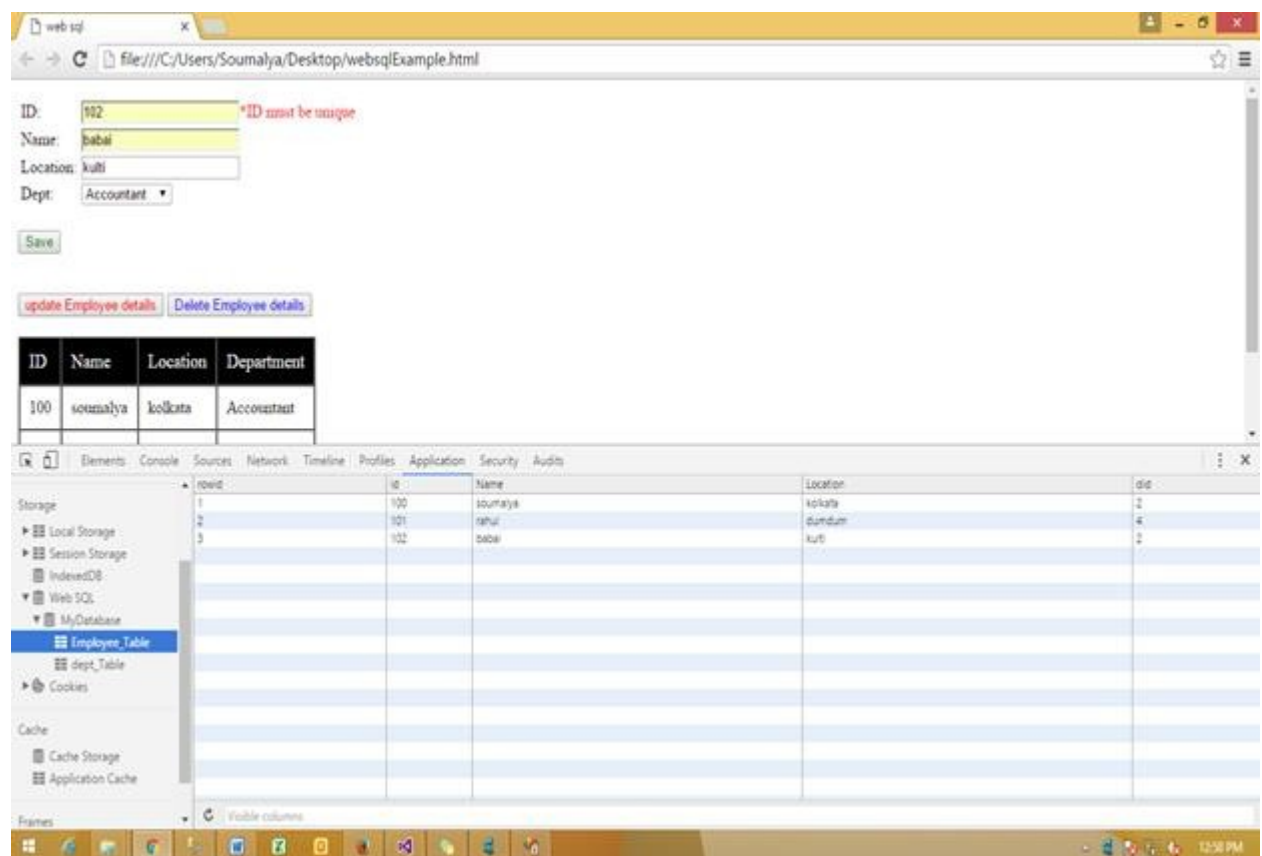 web sql
file:///C:/Users/Soumalya/Desktop/websqlExample.html
ID: 102 *ID must be unique
Name: babai
Location: kulti
Dept: Accountant
Save
update Employee details Delete Employee details
ID Name Location Department
100 soumalya kolkata Accountant
Elements Console Sources Network Timeline Profiles Application Security Audits
rowid id Name Location did
1 100 soumalya kolkata 2
2 101 rahul dumdum 4
3 102 babai kulti 2
Storage
Local Storage
Session Storage
IndexedDB
Web SQL
MyDatabase
Employee_Table
dept_Table
Cookies
Cache
Cache Storage
Application Cache
Frames
Visible columns
12:58 PM